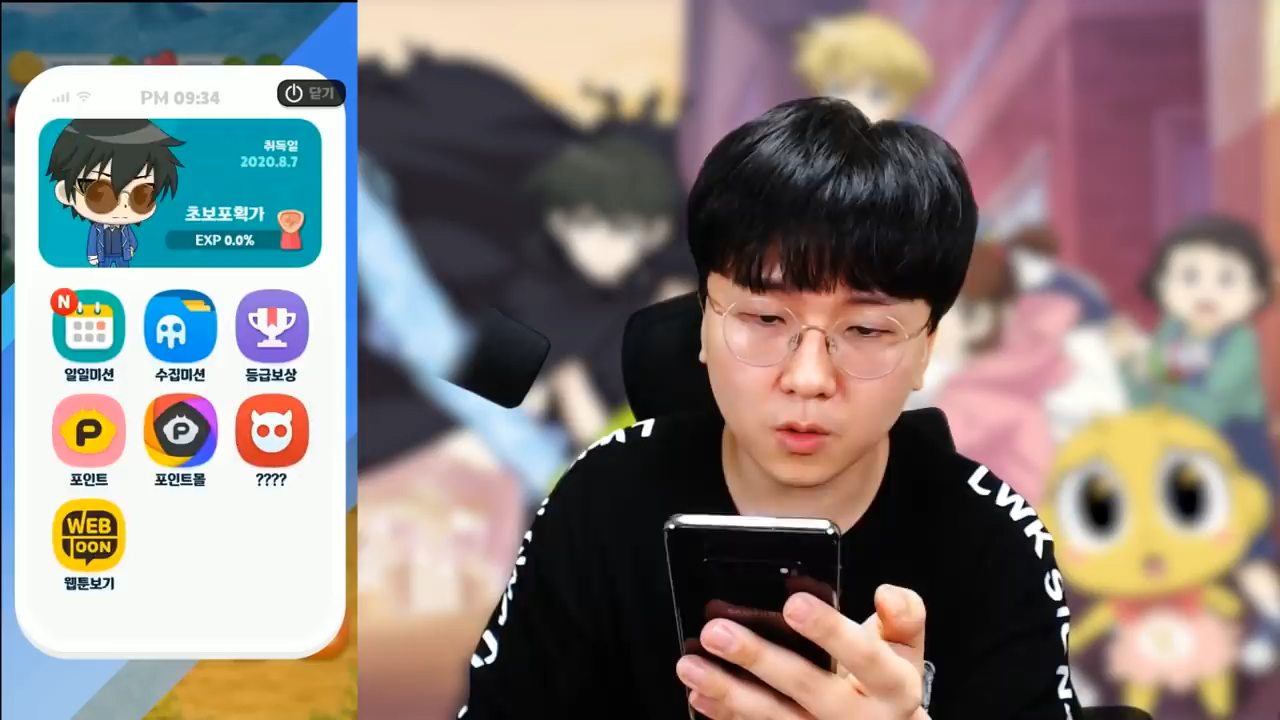 PM 09:34
닫기
취득일
2020.8.7
초보포획가
EXP 0.0%
N
일일미션
수집미션
등급보상
P
P
포인트
포인트몰
????
WEB
TOON
웹툰보기
LWK